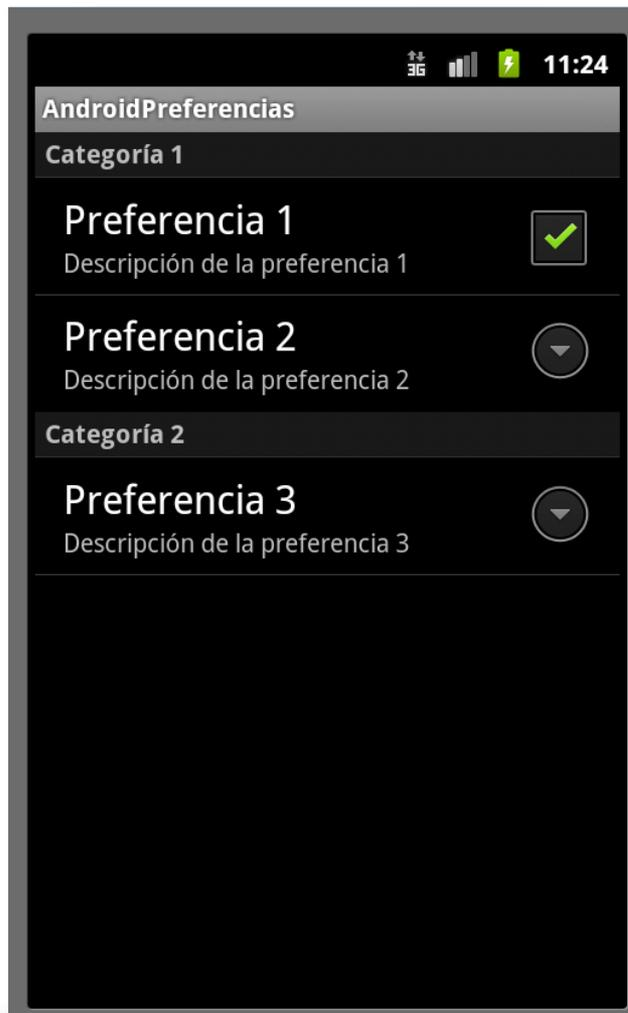 3G 11:24
AndroidPreferencias
Categoría 1
Preferencia 1
Descripción de la preferencia 1
Preferencia 2
Descripción de la preferencia 2
Categoría 2
Preferencia 3
Descripción de la preferencia 3